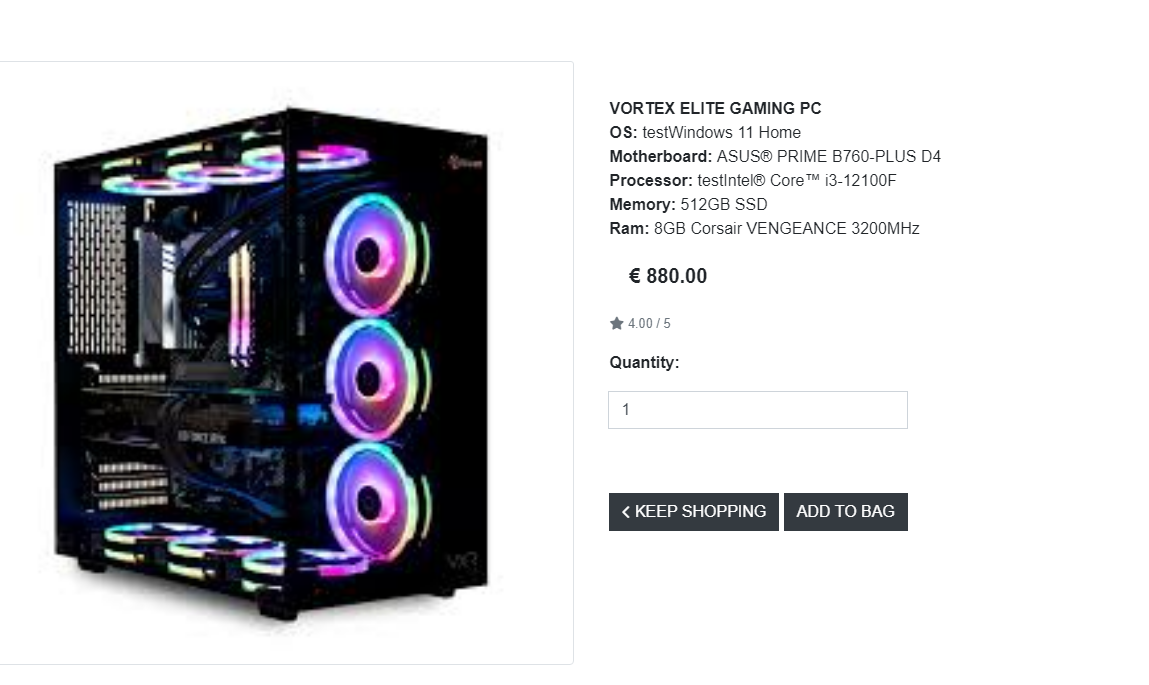 VORTEX ELITE GAMING PC
OS: testWindows 11 Home
Motherboard: ASUS® PRIME B760-PLUS D4
Processor: testIntel® Core™ i3-12100F
Memory: 512GB SSD
Ram: 8GB Corsair VENGEANCE 3200MHz
€ 880.00
4.00 / 5
Quantity:
1
KEEP SHOPPING ADD TO BAG